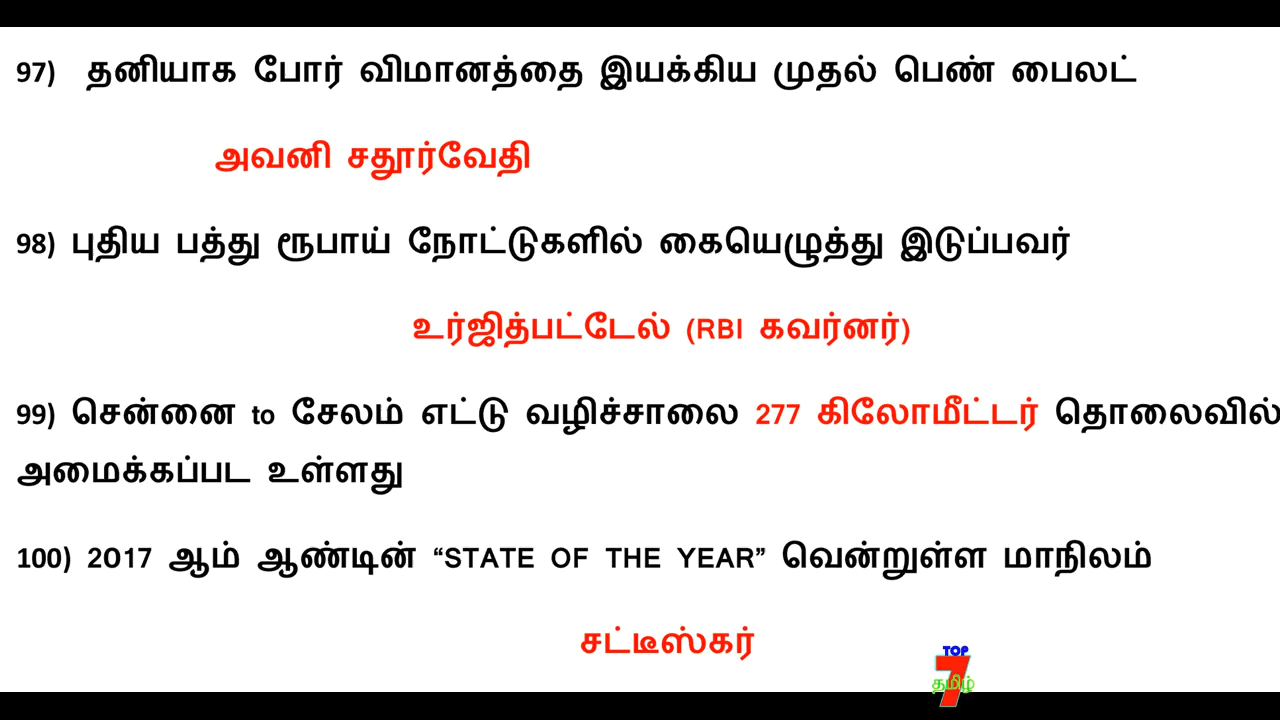 97) தனியாக போர் விமானத்தை இயக்கிய முதல் பெண் பைலட்
அவனி சதூர்வேதி
98) புதிய பத்து ரூபாய் நோட்டுகளில் கையெழுத்து இடுப்பவர்
உர்ஜித்பட்டேல் (RBI கவர்னர்)
99) சென்னை to சேலம் எட்டு வழிச்சாலை 277 கிலோமீட்டர் தொலைவில்
அமைக்கப்பட உள்ளது
100) 2017 ஆம் ஆண்டின் “STATE OF THE YEAR” வென்றுள்ள மாநிலம்
சட்டீஸ்கர்
TOP
7
தமிழ்